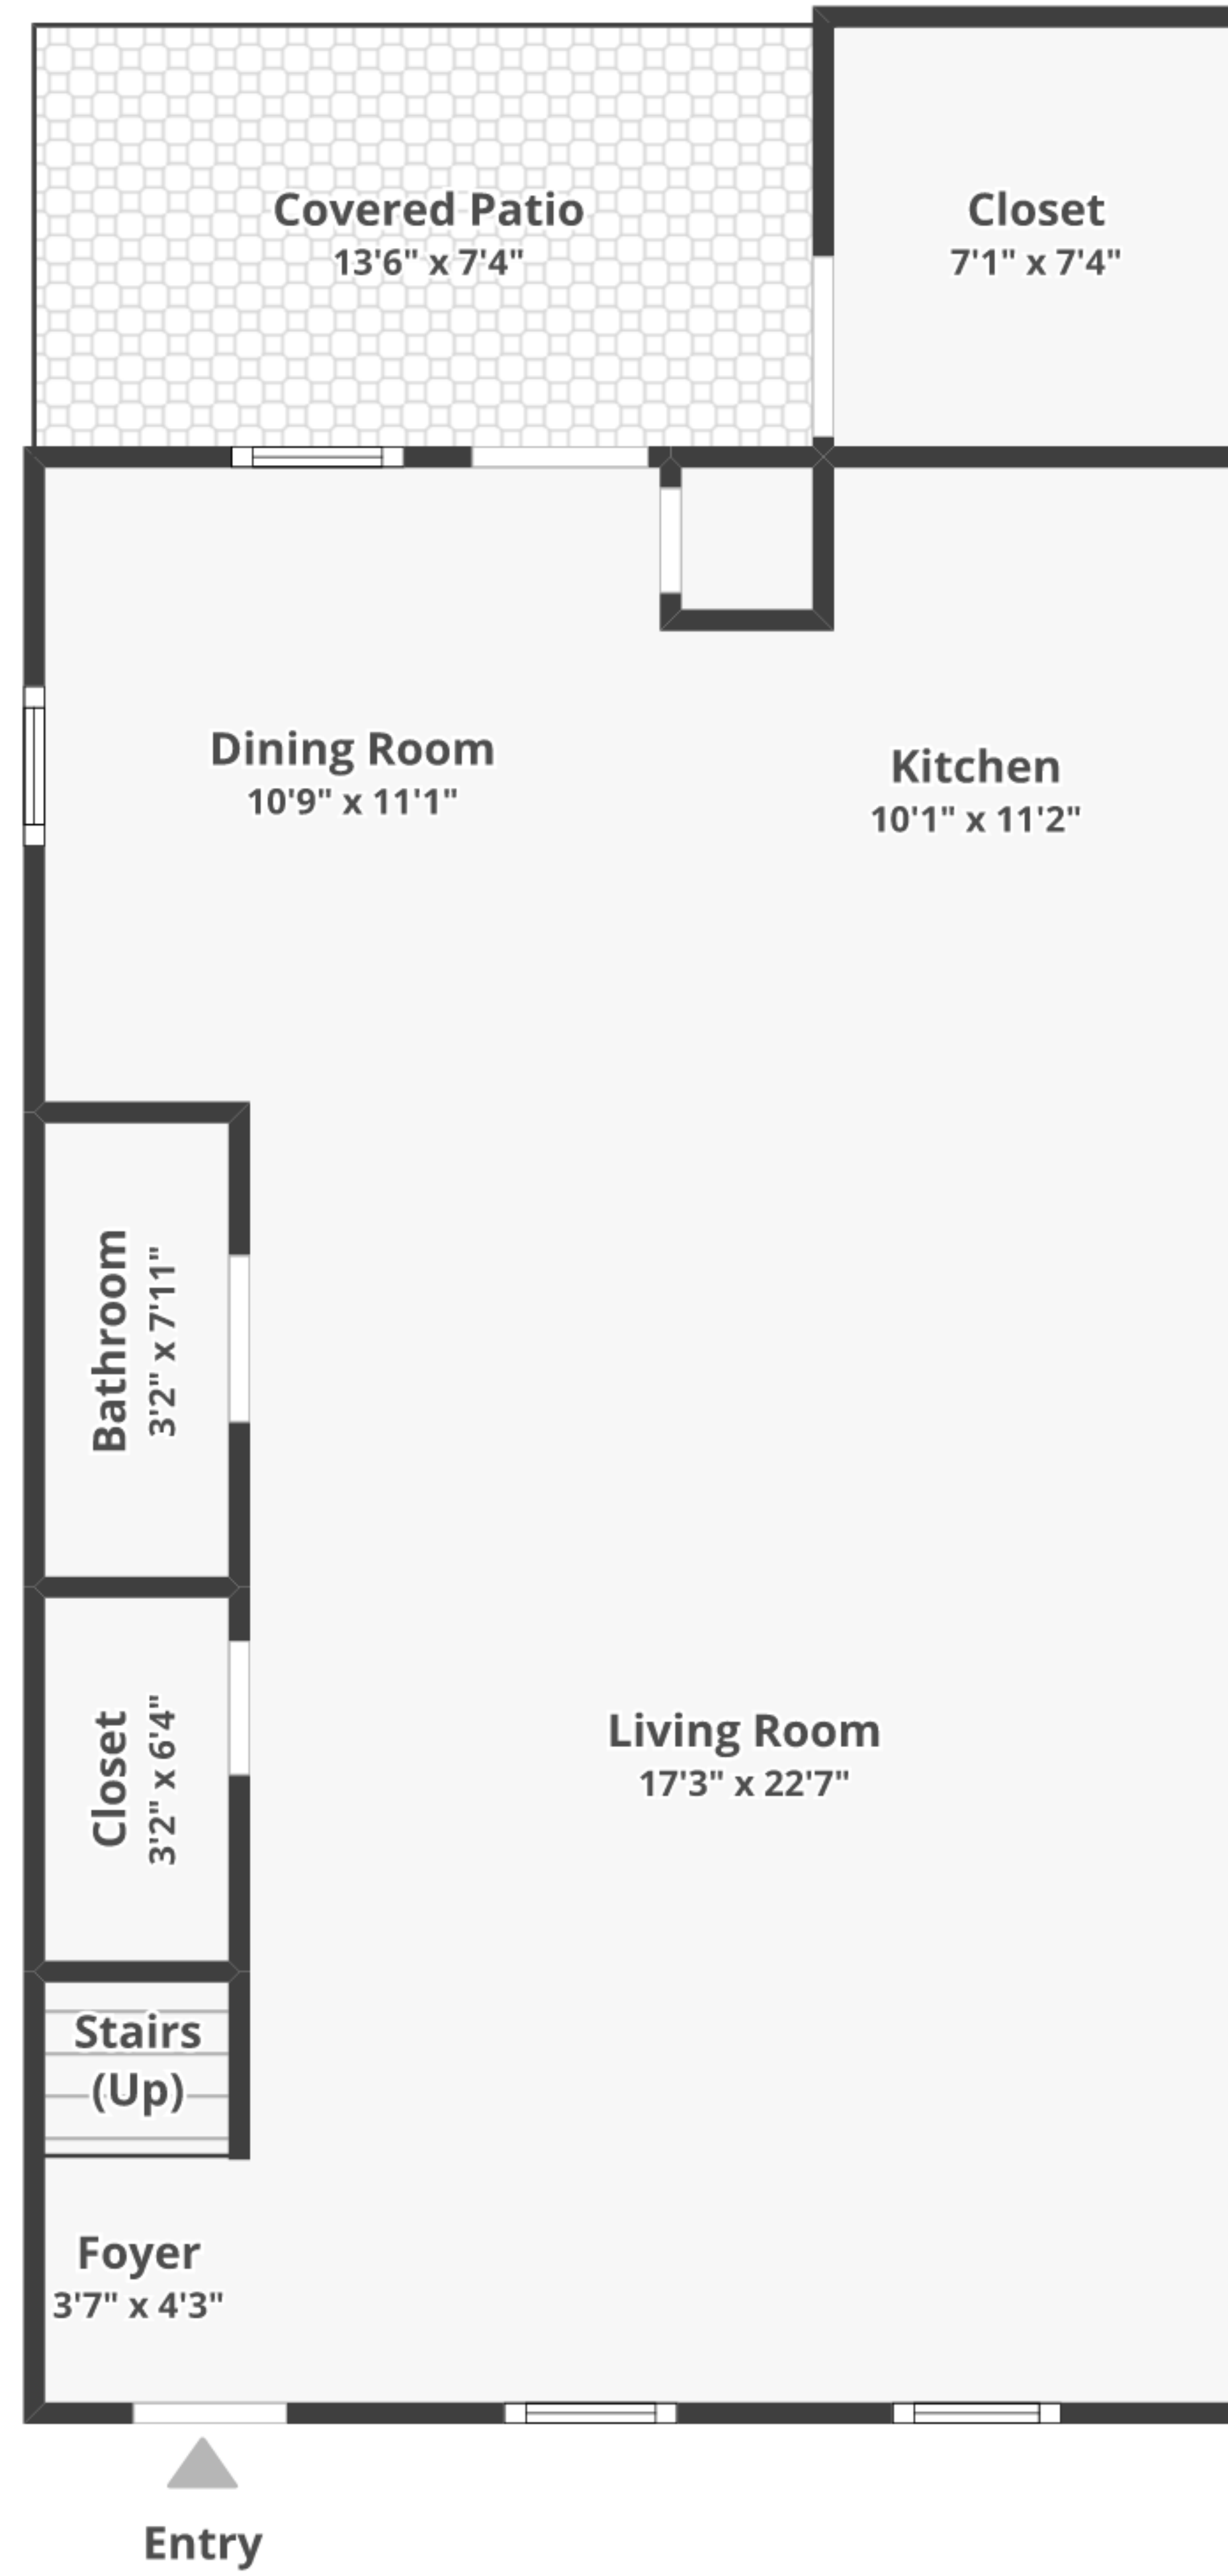 Covered Patio
13'6" x 7'4"
Closet
7'1" x 7'4"
Dining Room
10'9" x 11'1"
Kitchen
10'1" x 11'2"
Bathroom
3'2" x 7'11"
Closet
3'2" x 6'4"
Living Room
17'3" x 22'7"
Stairs
(Up)
Foyer
3'7" x 4'3"
Entry